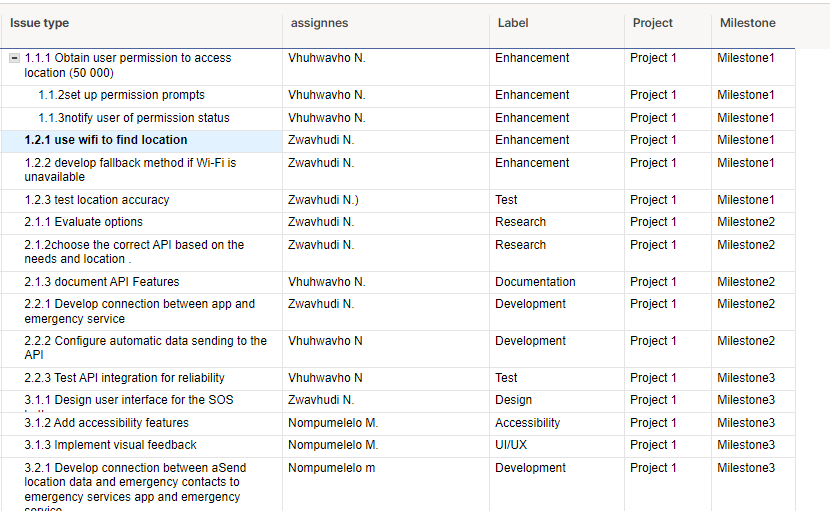 Issue type assignnes Label Project Milestone
1.1.1 Obtain user permission to access Vhuhwavho N. Enhancement Project 1 Milestone1
location (50 000)
1.1.2set up permission prompts Vhuhwavho N. Enhancement Project 1 Milestone1
1.1.3notify user of permission status Vhuhwavho N. Enhancement Project 1 Milestone1
1.2.1 use wifi to find location Zwavhudi N. Enhancement Project 1 Milestone1
1.2.2 develop fallback method if Wi-Fi is Zwavhudi N. Enhancement Project 1 Milestone1
unavailable
1.2.3 test location accuracy Zwavhudi N.) Test Project 1 Milestone1
2.1.1 Evaluate options Zwavhudi N. Research Project 1 Milestone2
2.1.2choose the correct API based on the Zwavhudi N. Research Project 1 Milestone2
needs and location .
2.1.3 document API Features Vhuhwavho N. Documentation Project 1 Milestone2
2.2.1 Develop connection between app and Zwavhudi N. Development Project 1 Milestone2
emergency service
2.2.2 Configure automatic data sending to the Vhuhwavho N Development Project 1 Milestone2
API
2.2.3 Test API integration for reliability Vhuhwavho N Test Project 1 Milestone3
3.1.1 Design user interface for the SOS Zwavhudi N. Design Project 1 Milestone3
3.1.2 Add accessibility features Nompumelelo M. Accessibility Project 1 Milestone3
3.1.3 Implement visual feedback Nompumelelo M. UI/UX Project 1 Milestone3
3.2.1 Develop connection between aSend Nompumelelo m Development Project 1 Milestone3
location data and emergency contacts to
emergency services app and emergency
service